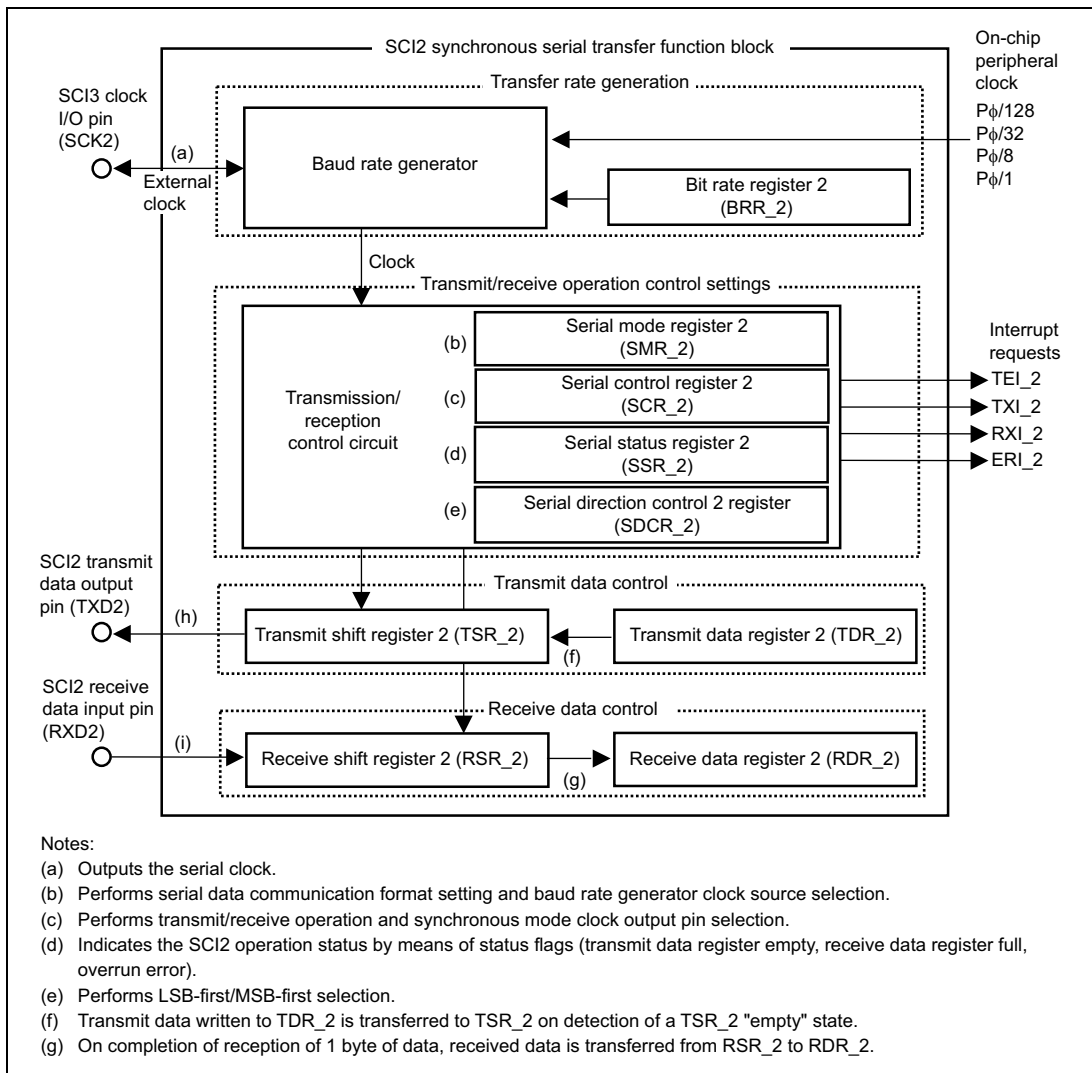 SCI2 synchronous serial transfer function block
On-chip
peripheral
clock
Pϕ/128
Pϕ/32
Pϕ/8
Pϕ/1
Transfer rate generation
SCI3 clock
I/O pin
(SCK2)
(a)
External
clock
Baud rate generator
Bit rate register 2
(BRR_2)
Clock
Transmit/receive operation control settings
Transmission/
reception
control circuit
(b)
Serial mode register 2
(SMR_2)
(c)
Serial control register 2
(SCR_2)
(d)
Serial status register 2
(SSR_2)
(e)
Serial direction control 2 register
(SDCR_2)
Interrupt
requests
TEI_2
TXI_2
RXI_2
ERI_2
SCI2 transmit
data output
pin (TXD2)
(h)
Transmit data control
Transmit shift register 2 (TSR_2)
(f)
Transmit data register 2 (TDR_2)
SCI2 receive
data input pin
(RXD2)
(i)
Receive data control
Receive shift register 2 (RSR_2)
(g)
Receive data register 2 (RDR_2)
Notes:
(a) Outputs the serial clock.
(b) Performs serial data communication format setting and baud rate generator clock source selection.
(c) Performs transmit/receive operation and synchronous mode clock output pin selection.
(d) Indicates the SCI2 operation status by means of status flags (transmit data register empty, receive data register full,
overrun error).
(e) Performs LSB-first/MSB-first selection.
(f) Transmit data written to TDR_2 is transferred to TSR_2 on detection of a TSR_2 "empty" state.
(g) On completion of reception of 1 byte of data, received data is transferred from RSR_2 to RDR_2.